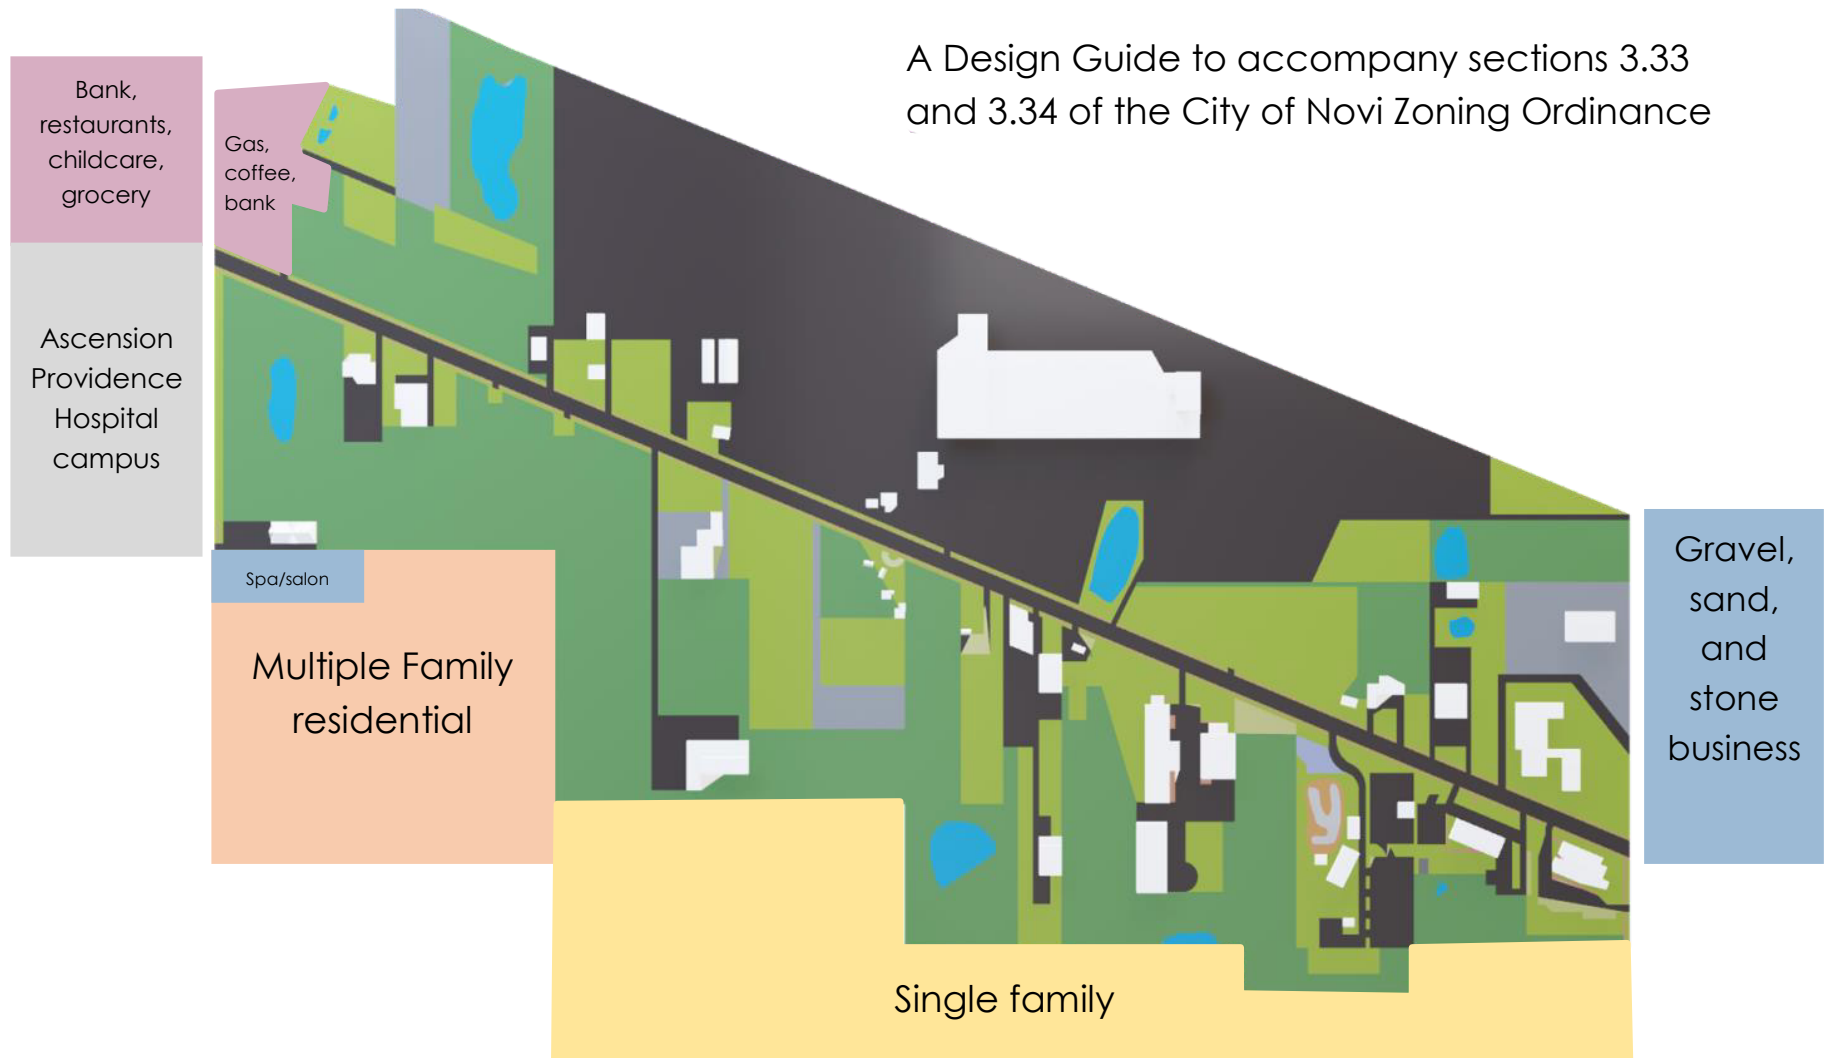 A Design Guide to accompany sections 3.33
and 3.34 of the City of Novi Zoning Ordinance
Bank,
restaurants,
childcare,
grocery
Gas,
coffee,
bank
Ascension
Providence
Hospital
campus
Spa/salon
Multiple Family
residential
Single family
Gravel,
sand,
and
stone
business